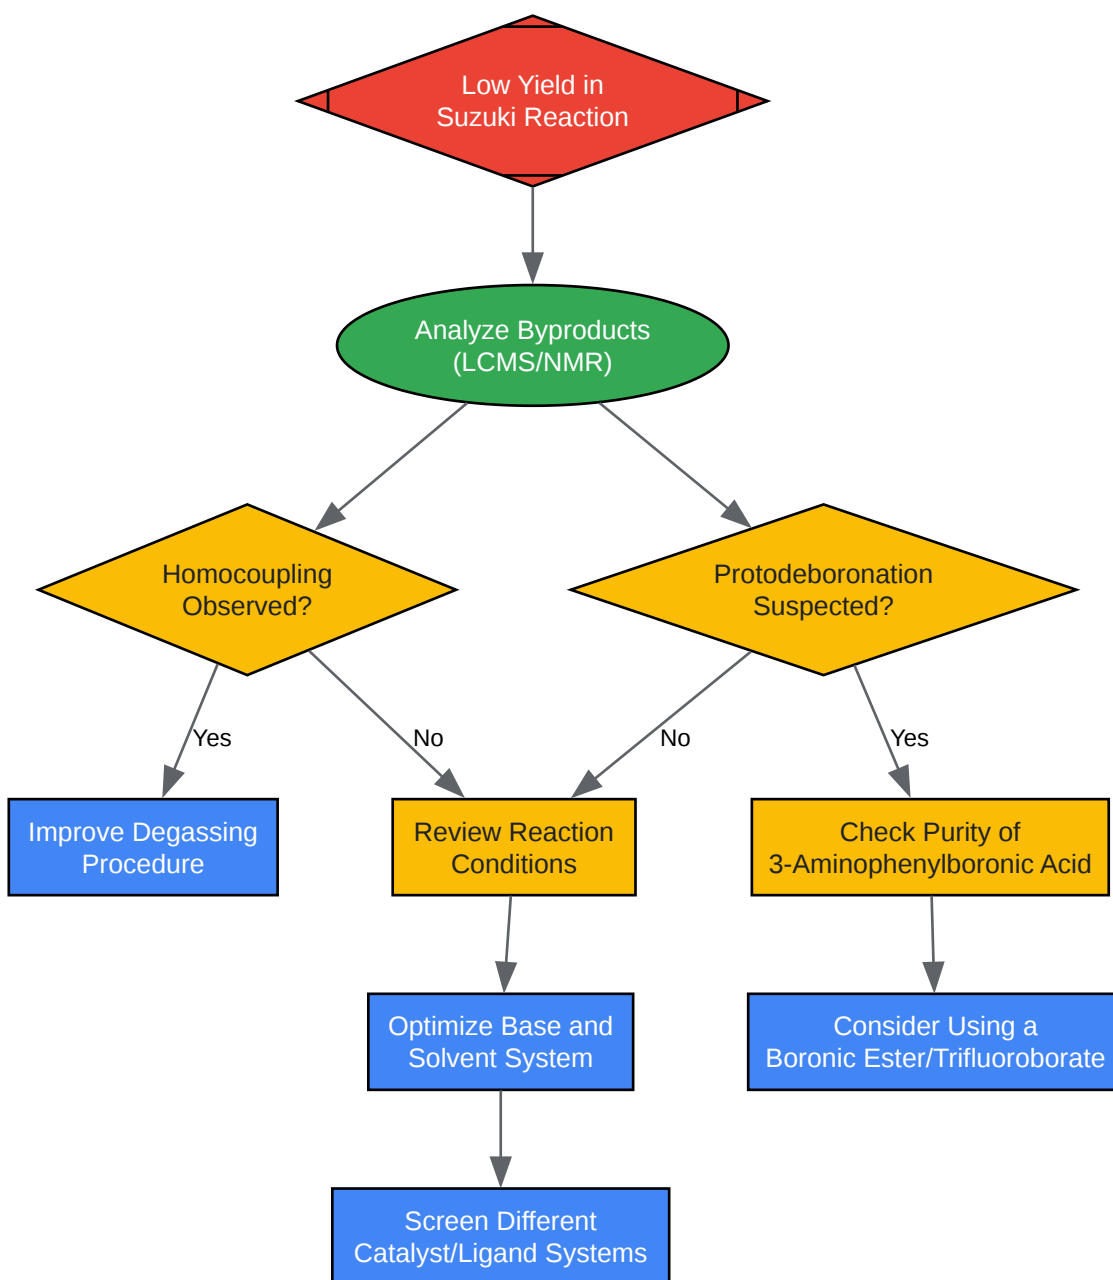 Low Yield in
Suzuki Reaction
Analyze Byproducts
(LCMS/NMR)
Homocoupling
Observed?
Protodeboronation
Suspected?
Yes
No
No
Yes
Improve Degassing
Procedure
Review Reaction
Conditions
Check Purity of
3-Aminophenylboronic Acid
Optimize Base and
Solvent System
Consider Using a
Boronic Ester/Trifluoroborate
Screen Different
Catalyst/Ligand Systems